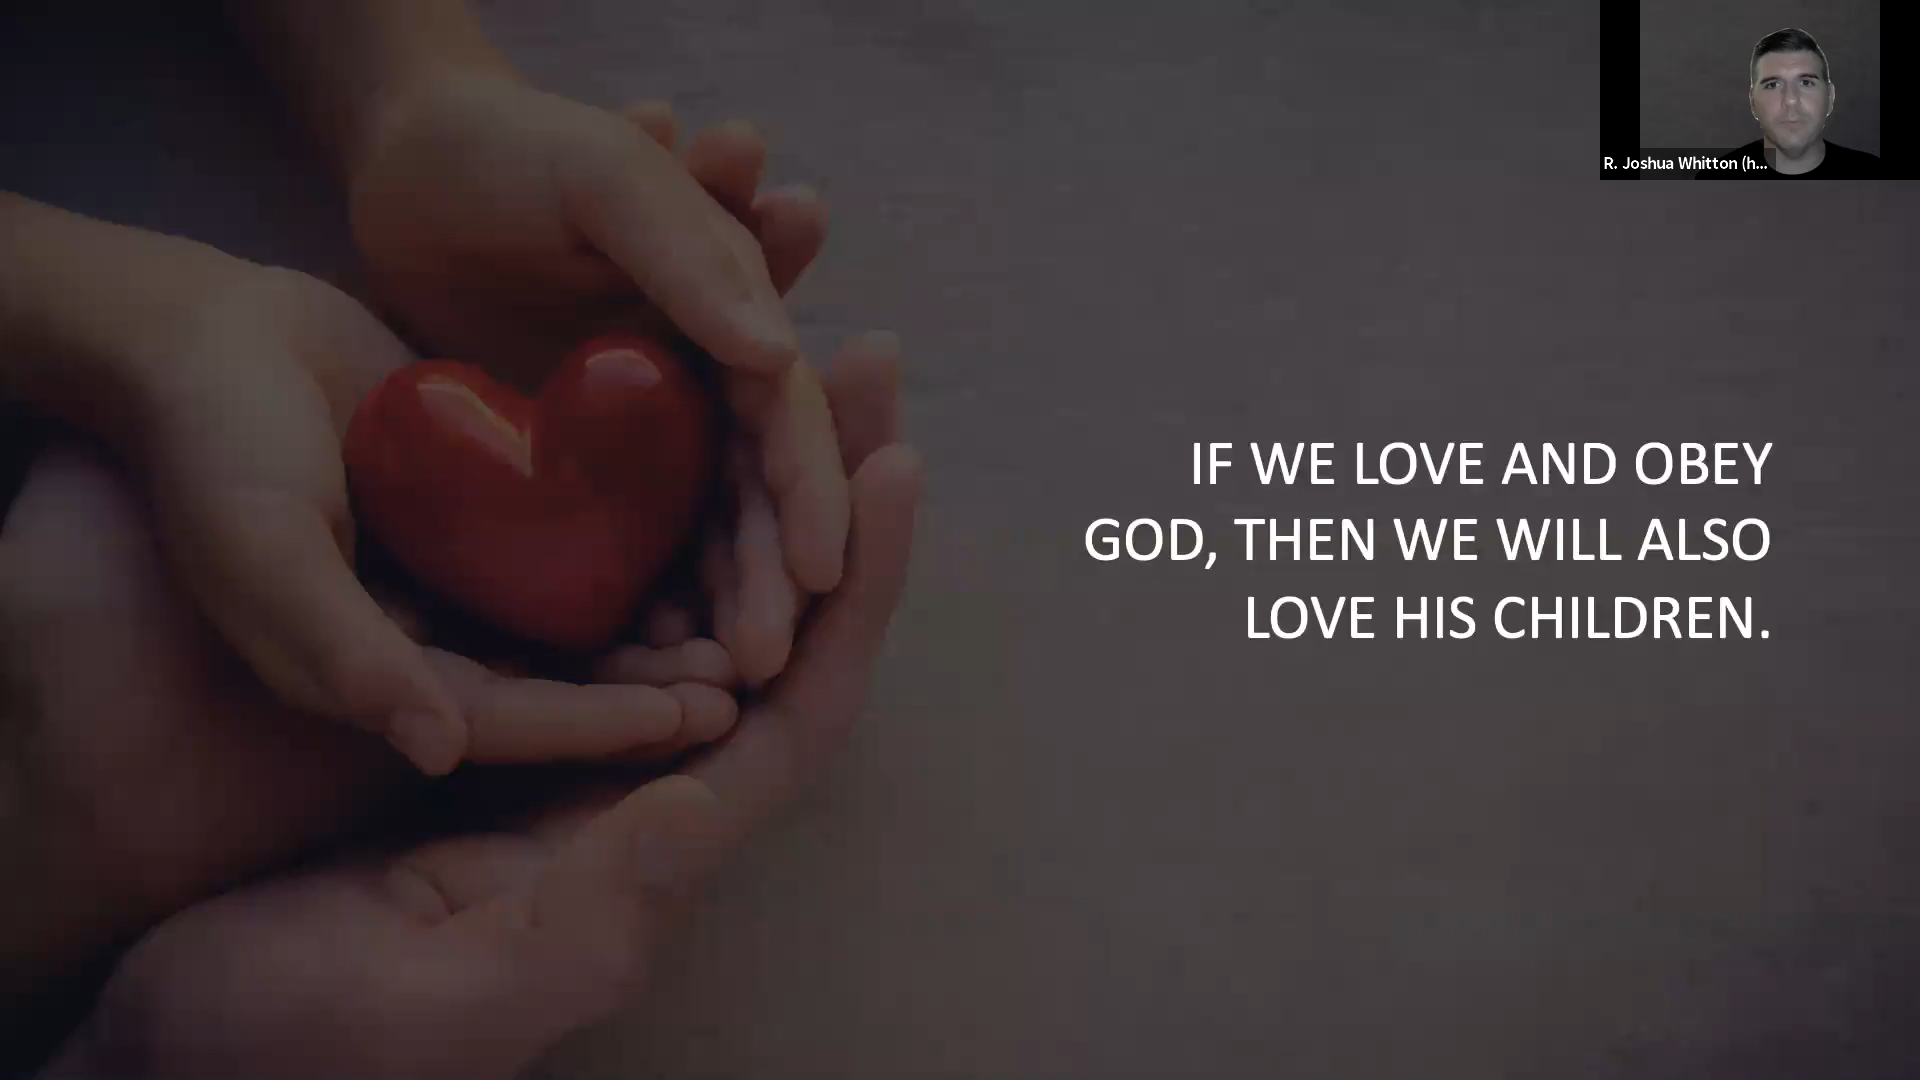 R. Joshua Whitton (h...
IF WE LOVE AND OBEY
GOD, THEN WE WILL ALSO
LOVE HIS CHILDREN.